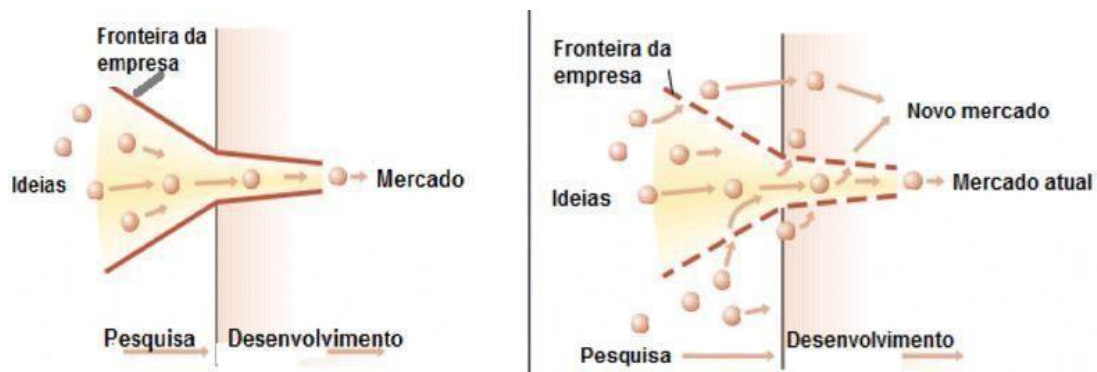 Fronteira da
empresa
Ideias
Mercado
Pesquisa
Desenvolvimento
Fronteira da
empresa
Novo mercado
Ideias
Mercado atual
Pesquisa
Desenvolvimento